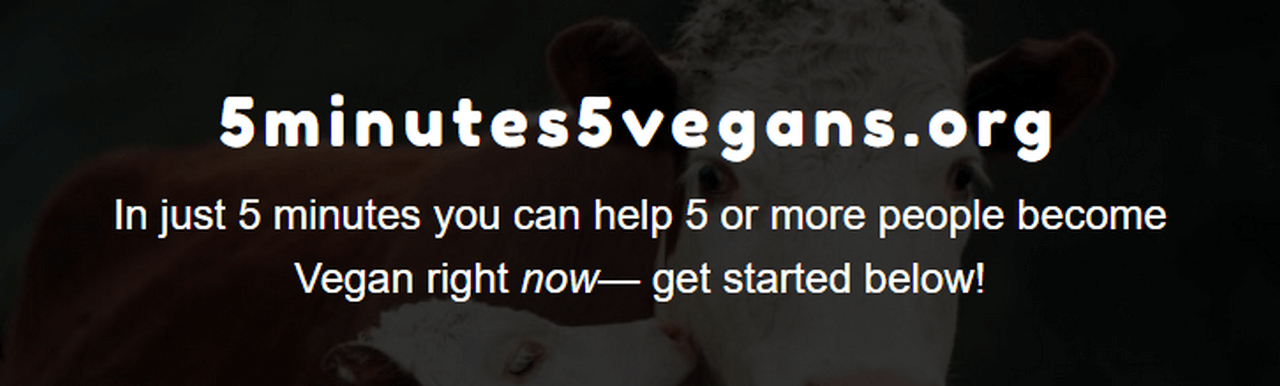 5minutes5vegans.org
In just 5 minutes you can help 5 or more people become
Vegan right now— get started below!